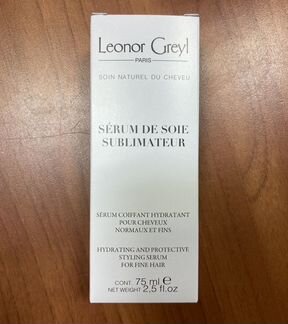 Leonor Greyl
PARIS
SOIN NATUREL DU CHEVEU
SÉRUM DE SOIE
SUBLIMATEUR
SÉRUM COIFFANT HYDRATANT
POUR CHEVEUX
NORMAUX ET FINS
HYDRATING AND PROTECTIVE
STYLING SERUM
FOR FINE HAIR
CONT. 75 ml ℮
NET WEIGHT 2,5 fl.oz